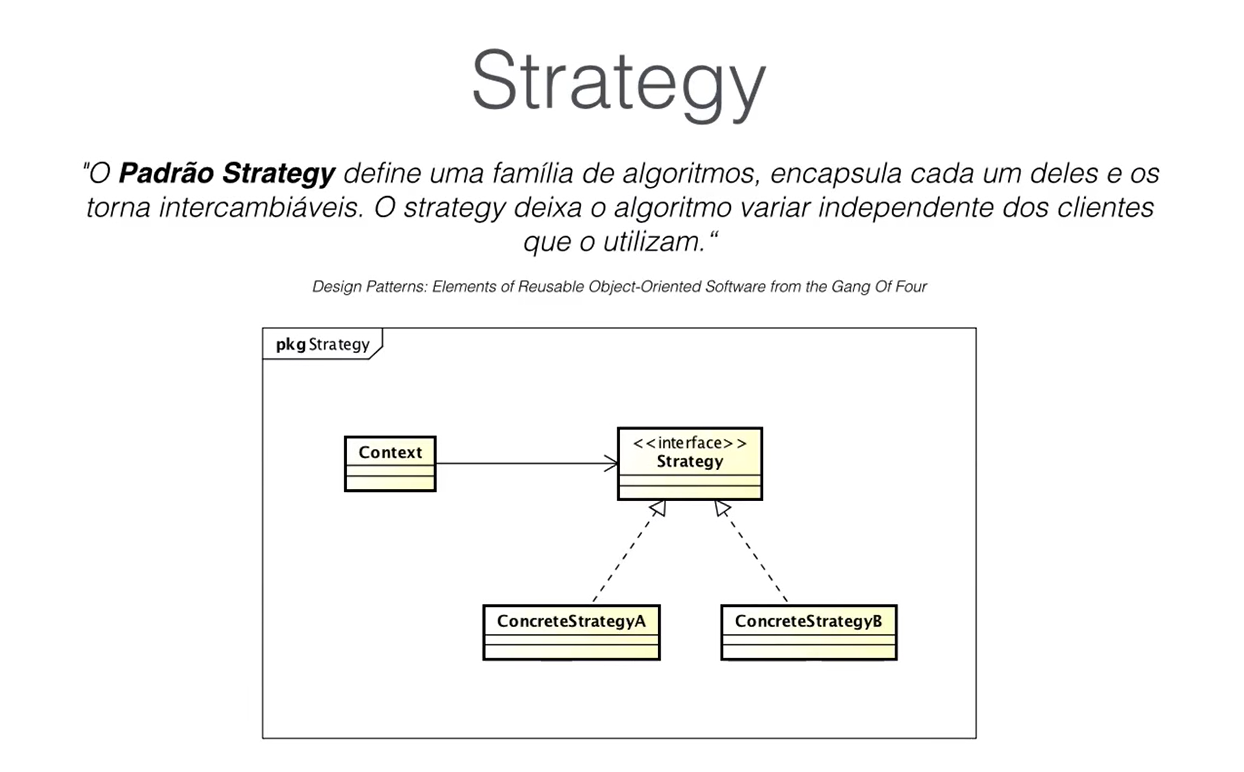 Strategy
"O Padrão Strategy define uma família de algoritmos, encapsula cada um deles e os
torna intercambiáveis. O strategy deixa o algoritmo variar independente dos clientes
que o utilizam.“
Design Patterns: Elements of Reusable Object-Oriented Software from the Gang Of Four
pkg Strategy
Context
<<interface>>
Strategy
ConcreteStrategyA
ConcreteStrategyB